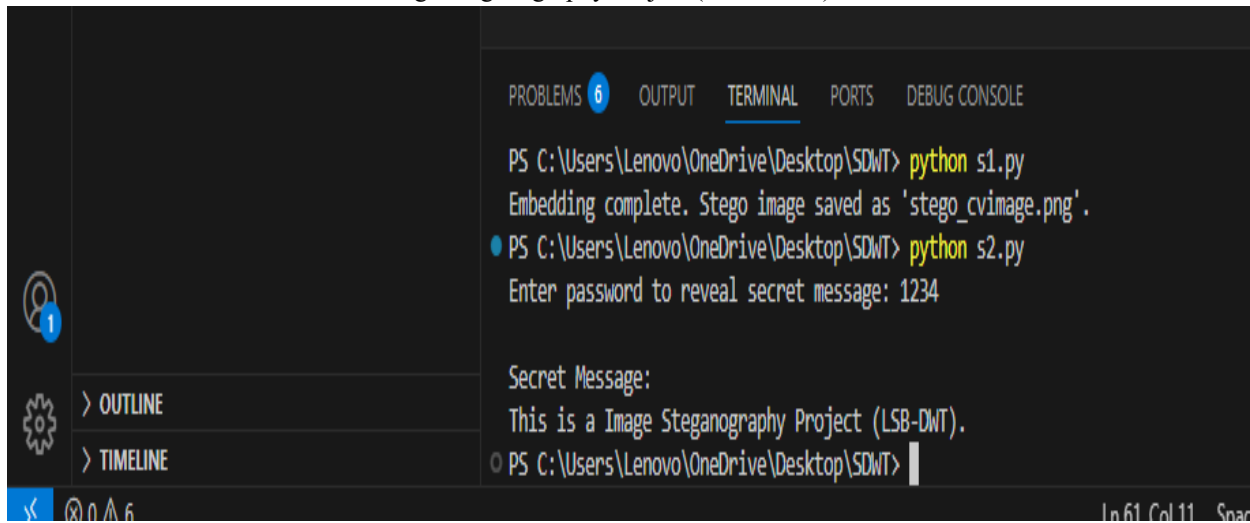 PROBLEMS 6 OUTPUT TERMINAL PORTS DEBUG CONSOLE
PS C:\Users\Lenovo\OneDrive\Desktop\SDWT> python s1.py
Embedding complete. Stego image saved as 'stego_cvimage.png'.
PS C:\Users\Lenovo\OneDrive\Desktop\SDWT> python s2.py
Enter password to reveal secret message: 1234
1
Secret Message:
> OUTLINE
This is a Image Steganography Project (LSB-DWT).
> TIMELINE
PS C:\Users\Lenovo\OneDrive\Desktop\SDWT>
0 6 Ln 61 Col 11